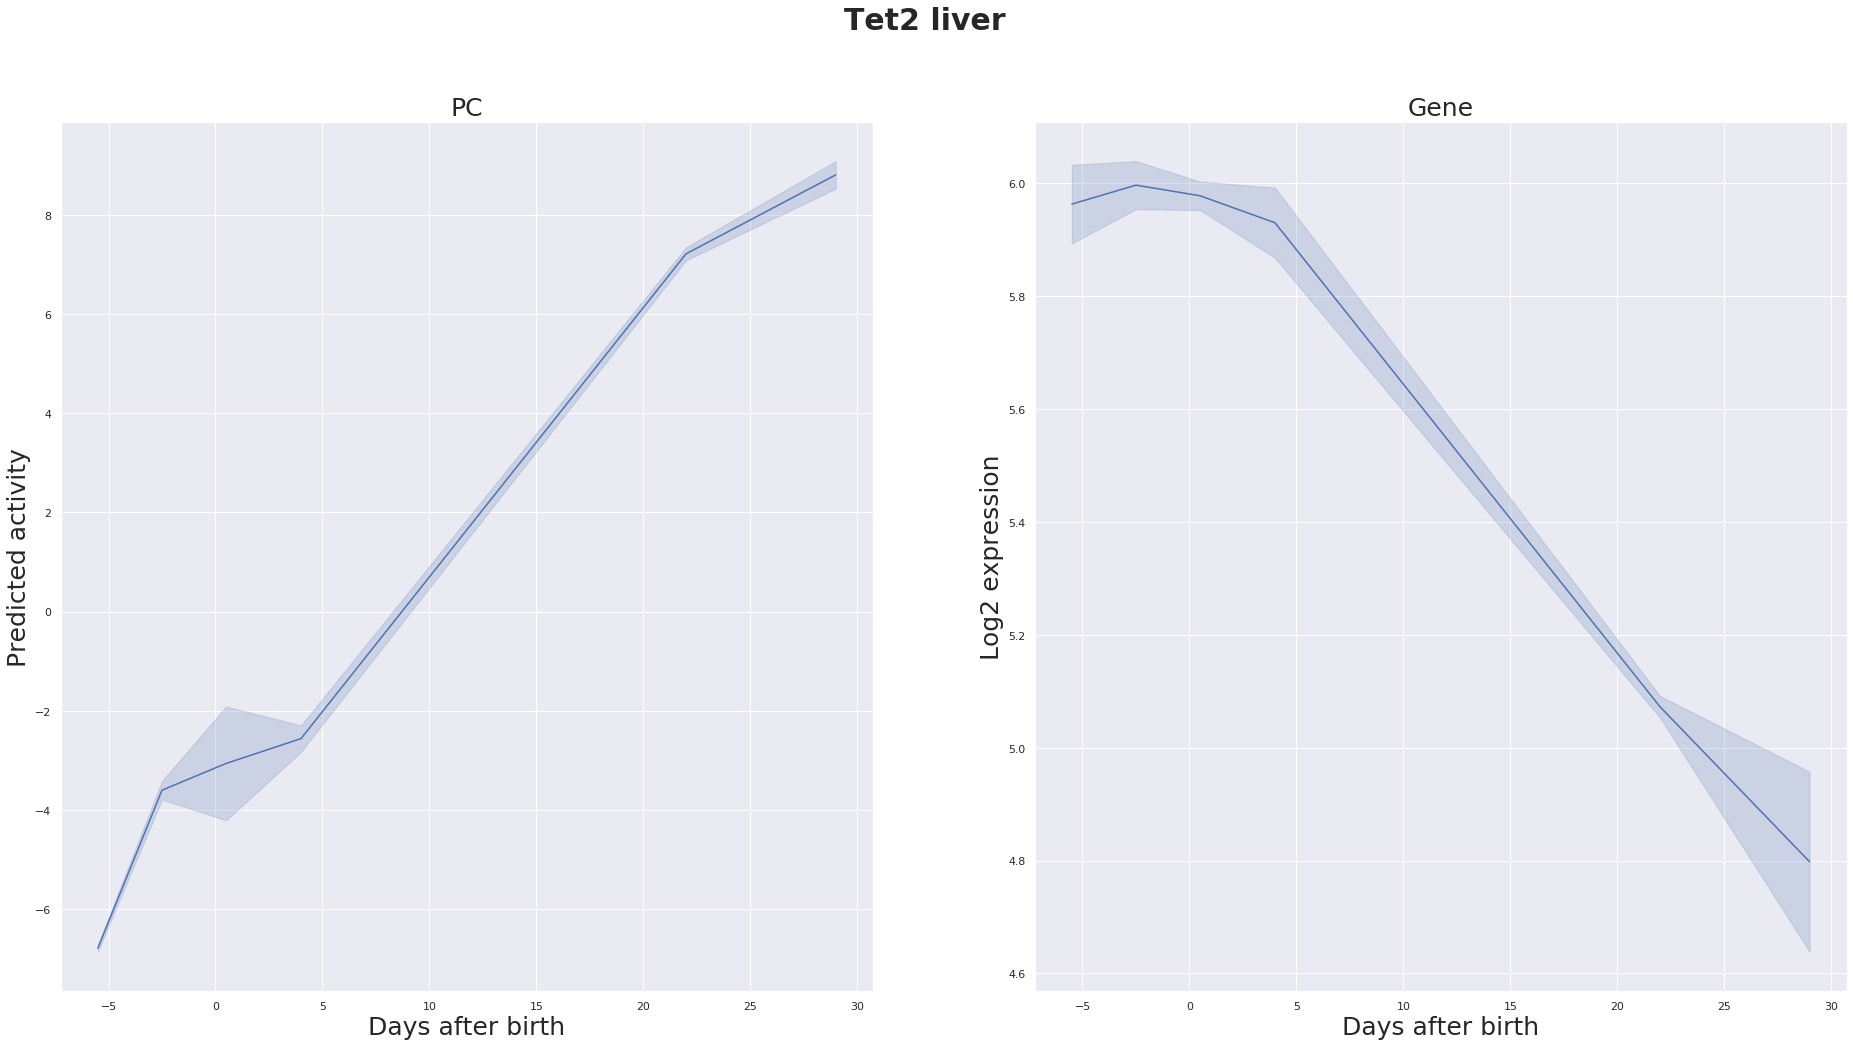 Tet2 liver
PC
Predicted activity
8
6
4
2
0
−2
−4
−6
−5 0 5 10 15 20 25 30
Days after birth
Gene
Log2 expression
6.0
5.8
5.6
5.4
5.2
5.0
4.8
4.6
−5 0 5 10 15 20 25 30
Days after birth